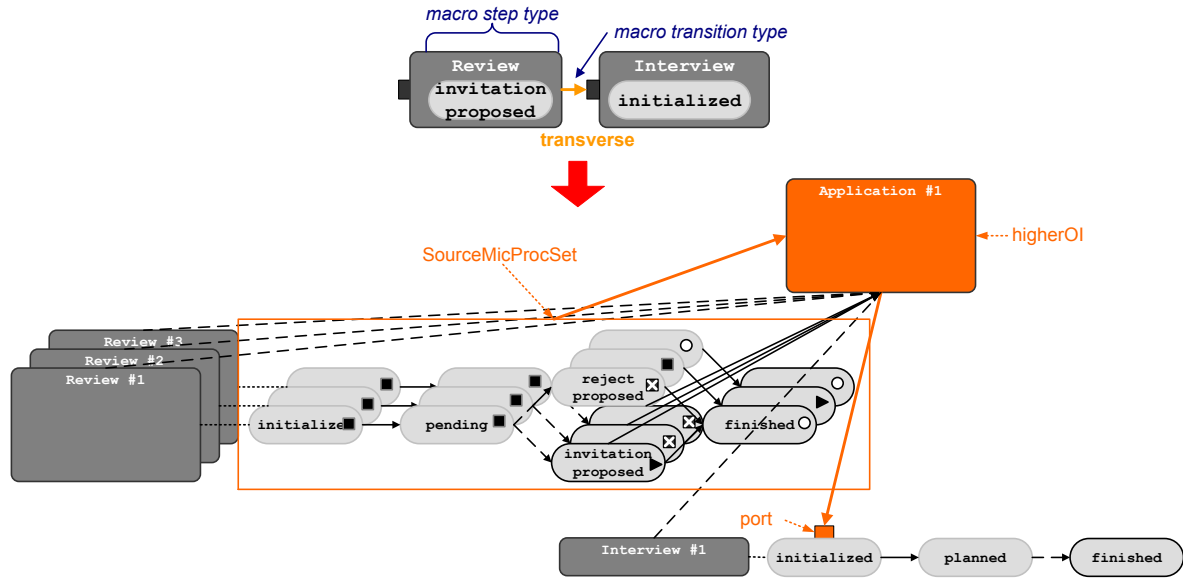 macro step type
macro transition type
Review
Interview
invitation
proposed
initialized
transverse
Application #1
higherOI
SourceMicProcSet
Review #3
Review #2
Review #1
reject
proposed
initialize
pending
finished
invitation
proposed
port
Interview #1
initialized
planned
finished